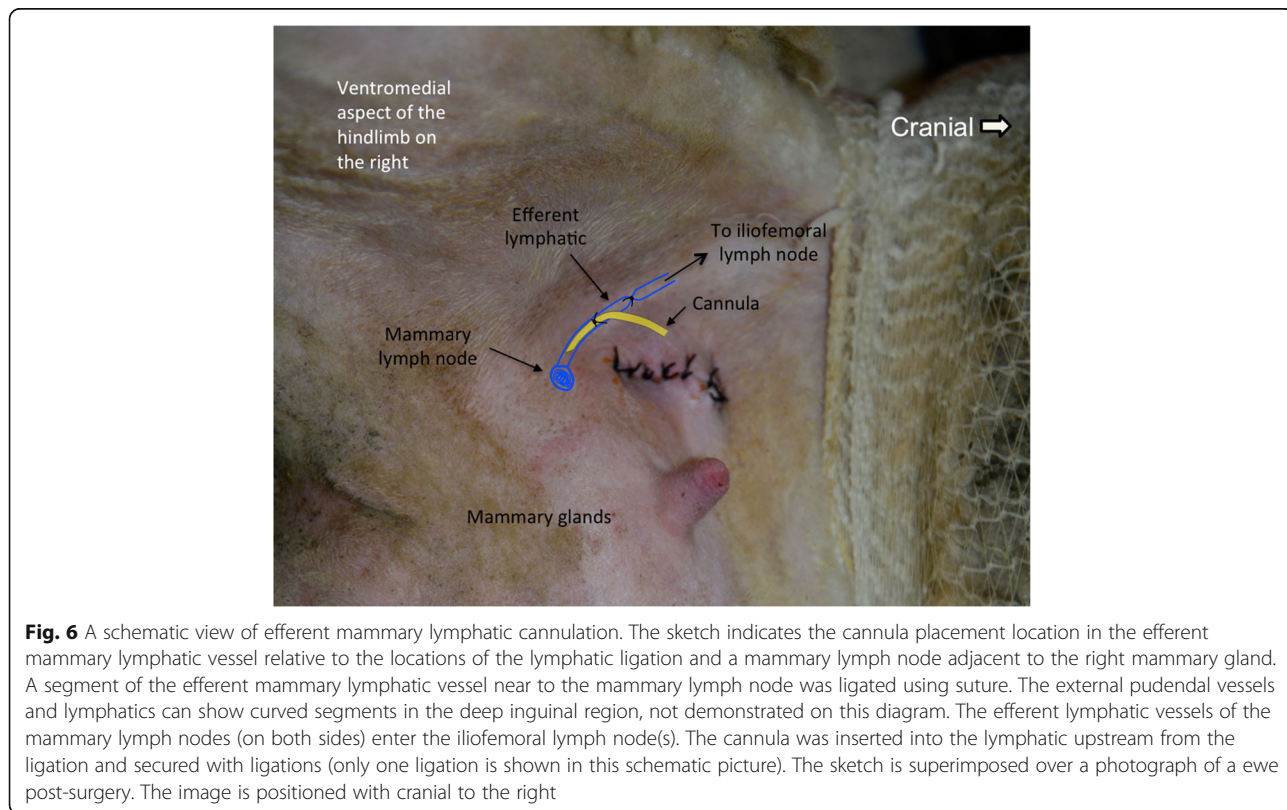 Ventromedial
aspect of the
hindlimb on
the right
Cranial
Efferent
lymphatic
To iliofemoral
lymph node
Cannula
Mammary
lymph node
Mammary glands
Fig. 6 A schematic view of efferent mammary lymphatic cannulation. The sketch indicates the cannula placement location in the efferent
mammary lymphatic vessel relative to the locations of the lymphatic ligation and a mammary lymph node adjacent to the right mammary gland.
A segment of the efferent mammary lymphatic vessel near to the mammary lymph node was ligated using suture. The external pudendal vessels
and lymphatics can show curved segments in the deep inguinal region, not demonstrated on this diagram. The efferent lymphatic vessels of the
mammary lymph nodes (on both sides) enter the iliofemoral lymph node(s). The cannula was inserted into the lymphatic upstream from the
ligation and secured with ligations (only one ligation is shown in this schematic picture). The sketch is superimposed over a photograph of a ewe
post-surgery. The image is positioned with cranial to the right